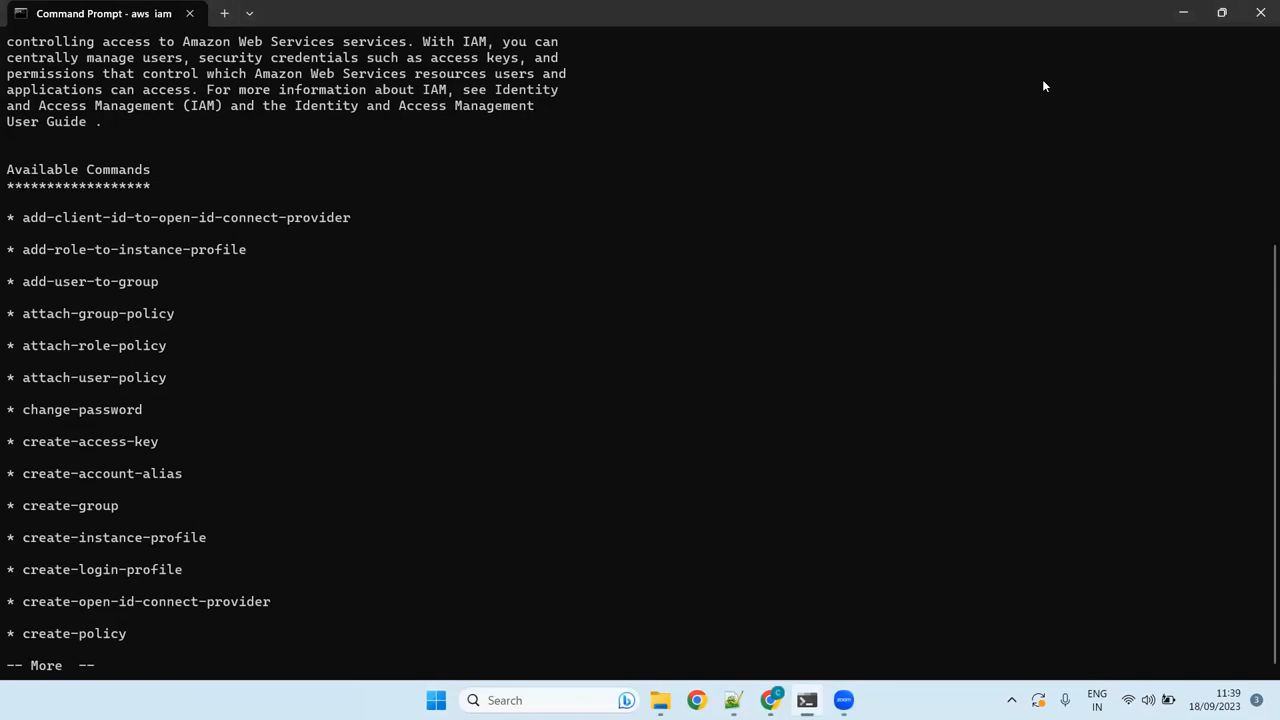 Command Prompt - aws  iam
controlling access to Amazon Web Services services. With IAM, you can
centrally manage users, security credentials such as access keys, and
permissions that control which Amazon Web Services resources users and
applications can access. For more information about IAM, see Identity
and Access Management (IAM) and the Identity and Access Management
User Guide .
Available Commands
******************
* add-client-id-to-open-id-connect-provider
* add-role-to-instance-profile
* add-user-to-group
* attach-group-policy
* attach-role-policy
* attach-user-policy
* change-password
* create-access-key
* create-account-alias
* create-group
* create-instance-profile
* create-login-profile
* create-open-id-connect-provider
* create-policy
-- More  --
Search
C
zoom
ENG
IN
11:39
18/09/2023
3